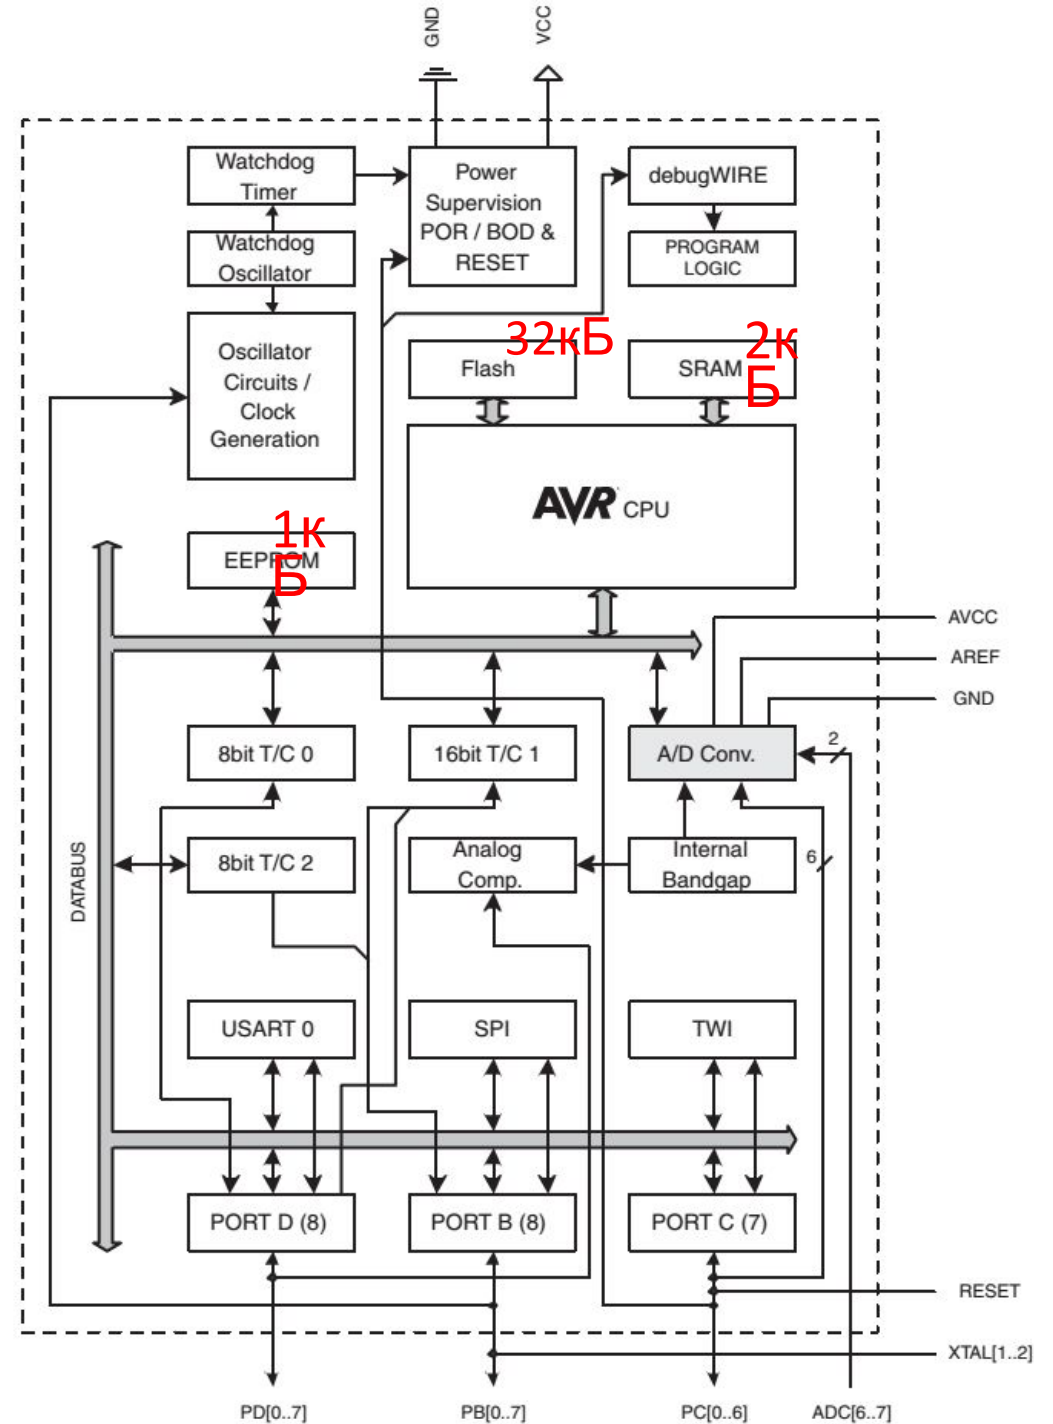 GND
VCC
Watchdog
Timer
Power
Supervision
POR / BOD &
RESET
debugWIRE
Watchdog
Oscillator
PROGRAM
LOGIC
Oscillator
Circuits /
Clock
Generation
32кБ
Flash
2к
Б
SRAM
AVR CPU
1к
Б
EEPROM
AVCC
AREF
GND
8bit T/C 0
16bit T/C 1
A/D Conv.
2
DATABUS
8bit T/C 2
Analog
Comp.
Internal
Bandgap
6
USART 0
SPI
TWI
PORT D (8)
PORT B (8)
PORT C (7)
RESET
XTAL[1..2]
PD[0..7]
PB[0..7]
PC[0..6]
ADC[6..7]